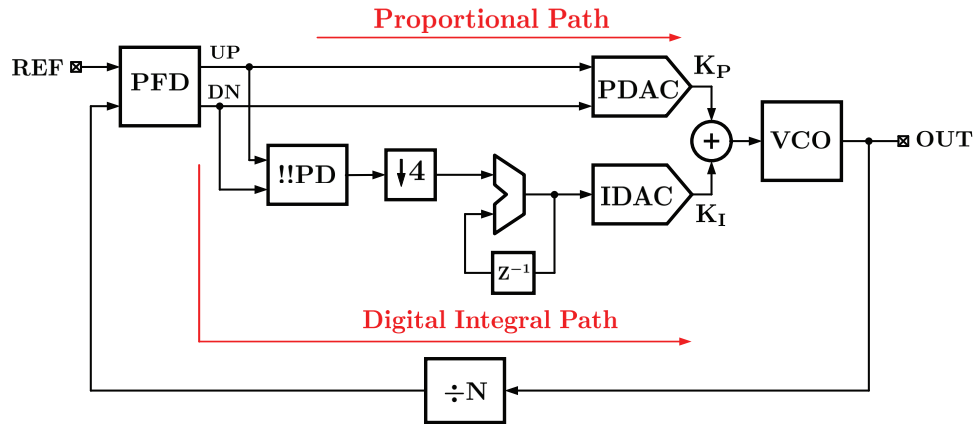 Proportional Path
REF
PFD
UP
DN
PDAC
K_P
!!PD
↓4
+
VCO
OUT
IDAC
K_I
Z⁻¹
Digital Integral Path
÷N